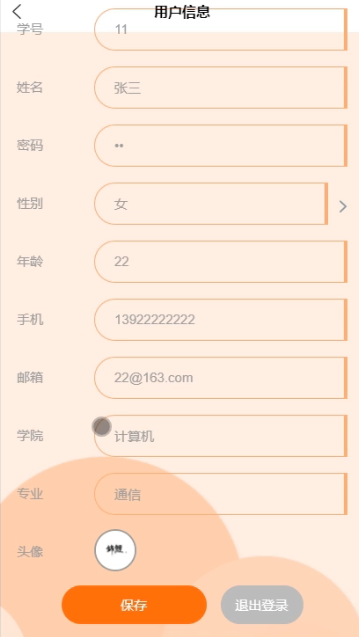 用户信息
学号 11
姓名 张三
密码 ••
性别 女
年龄 22
手机 13922222222
邮箱 22@163.com
学院 计算机
专业 通信
头像
保存 退出登录